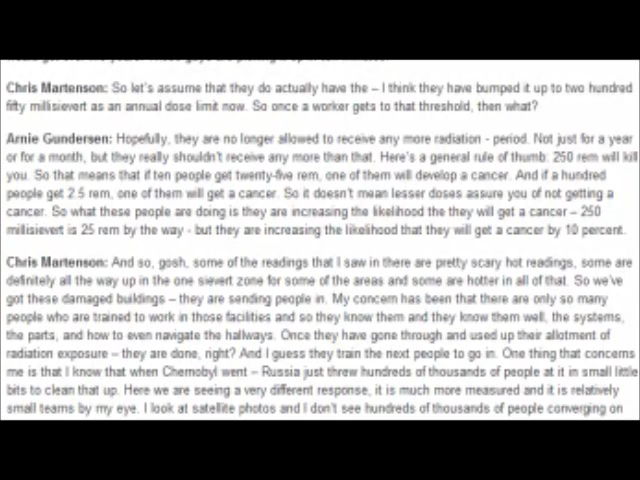 Chris Martenson: So let's assume that they do actually have the – I think they have bumped it up to two hundred
fifty millisievert as an annual dose limit now. So once a worker gets to that threshold, then what?
Arnie Gundersen: Hopefully, they are no longer allowed to receive any more radiation - period. Not just for a year
or for a month, but they really shouldn't receive any more than that. Here's a general rule of thumb: 250 rem will kill
you. So that means that if ten people get twenty-five rem, one of them will develop a cancer. And if a hundred
people get 2.5 rem, one of them will get a cancer. So it doesn't mean lesser doses assure you of not getting a
cancer. So what these people are doing is they are increasing the likelihood the they will get a cancer – 250
millisievert is 25 rem by the way - but they are increasing the likelihood that they will get a cancer by 10 percent.
Chris Martenson: And so, gosh, some of the readings that I saw in there are pretty scary hot readings, some are
definitely all the way up in the one sievert zone for some of the areas and some are hotter in all of that. So we've
got these damaged buildings – they are sending people in. My concern has been that there are only so many
people who are trained to work in those facilities and so they know them and they know them well, the systems,
the parts, and how to even navigate the hallways. Once they have gone through and used up their allotment of
radiation exposure – they are done, right? And I guess they train the next people to go in. One thing that concerns
me is that I know that when Chernobyl went – Russia just threw hundreds of thousands of people at it in small little
bits to clean that up. Here we are seeing a very different response, it is much more measured and it is relatively
small teams by my eye. I look at satellite photos and I don't see hundreds of thousands of people converging on